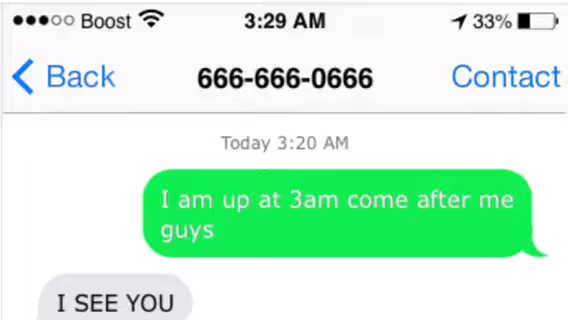 Boost 3:29 AM 33%
Back 666-666-0666 Contact
Today 3:20 AM
I am up at 3am come after me
guys
I SEE YOU